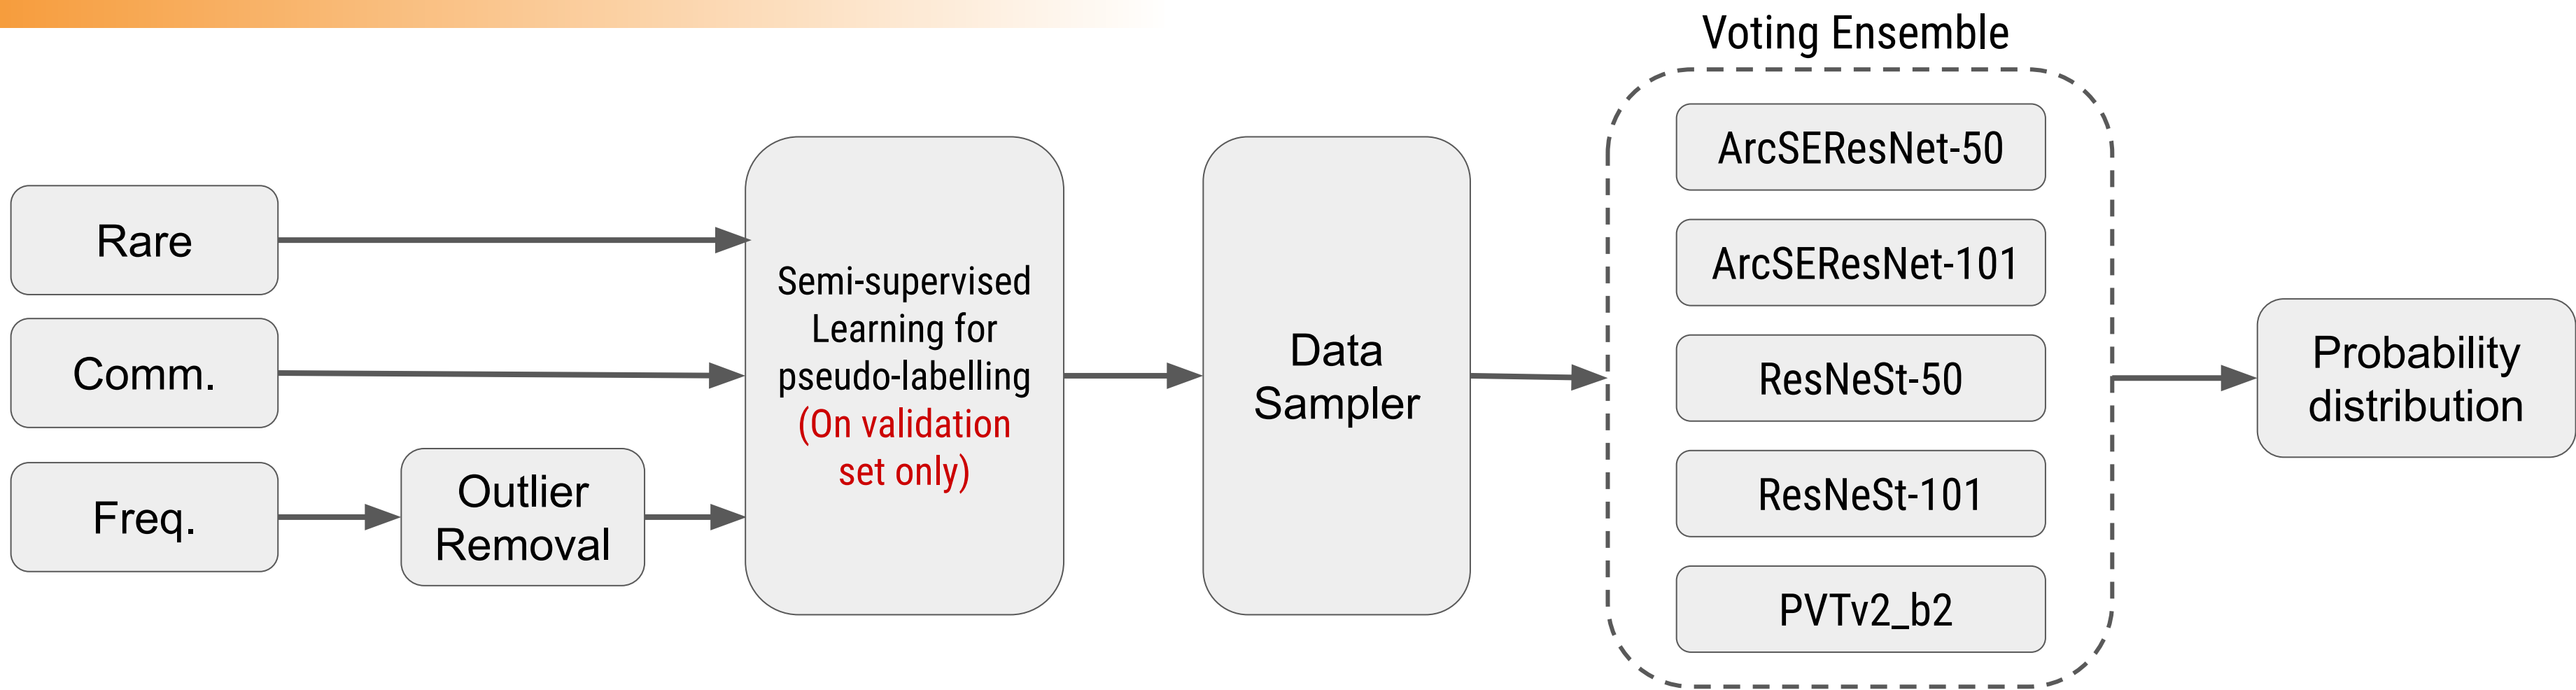 Voting Ensemble
Rare
Comm.
Freq.
Outlier
Removal
Semi-supervised
Learning for
pseudo-labelling
(On validation
set only)
Data
Sampler
ArcSEResNet-50
ArcSEResNet-101
ResNeSt-50
ResNeSt-101
PVTv2_b2
Probability
distribution